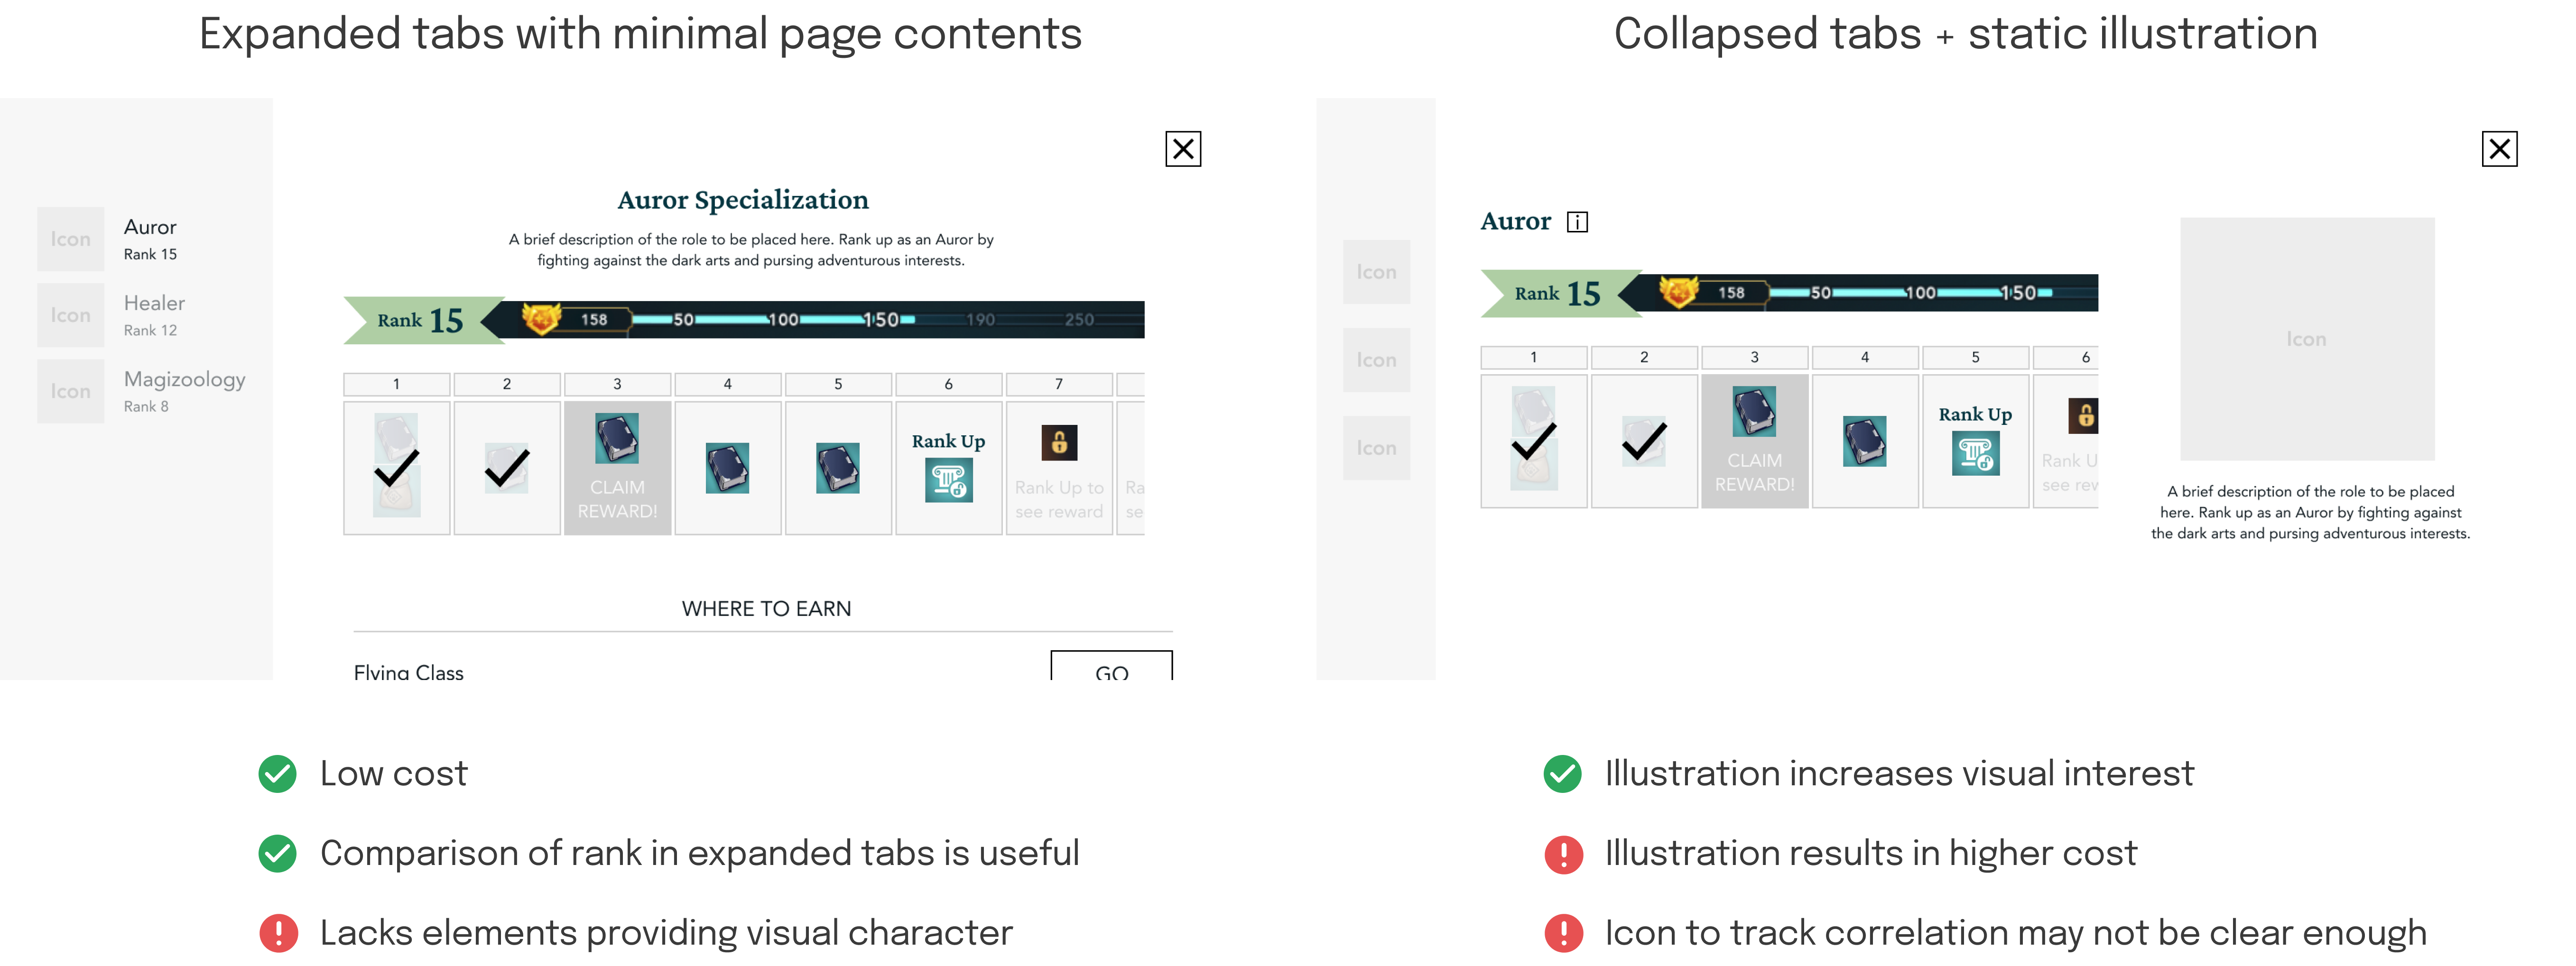 Expanded tabs with minimal page contents
Icon
Auror
Rank 15
Icon
Healer
Rank 12
Icon
Magizoology
Rank 8
Auror Specialization
A brief description of the role to be placed here. Rank up as an Auror by
fighting against the dark arts and pursing adventurous interests.
Rank 15
158
50
100
150
190
250
1
2
3
4
5
6
7
CLAIM
REWARD!
Rank Up
Rank Up to
see reward
Ra
se
WHERE TO EARN
Flying Class
GO
Low cost
Comparison of rank in expanded tabs is useful
Lacks elements providing visual character
Collapsed tabs + static illustration
Icon
Icon
Icon
Auror i
Rank 15
158
50
100
150
1
2
3
4
5
6
CLAIM
REWARD!
Rank Up
Rank U
see rew
Icon
A brief description of the role to be placed
here. Rank up as an Auror by fighting against
the dark arts and pursing adventurous interests.
Illustration increases visual interest
Illustration results in higher cost
Icon to track correlation may not be clear enough